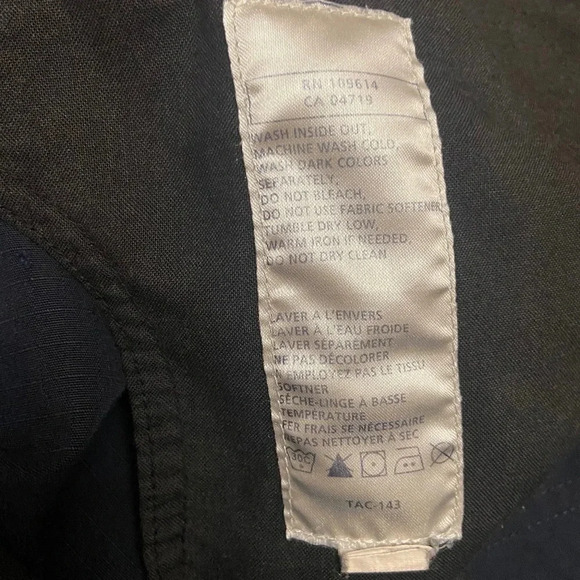 RN 109614
CA 04719
WASH INSIDE OUT,
MACHINE WASH COLD,
WASH DARK COLORS
SEPARATELY,
DO NOT BLEACH,
DO NOT USE FABRIC SOFTENER
TUMBLE DRY LOW,
WARM IRON IF NEEDED,
DO NOT DRY CLEAN
LAVER A L'ENVERS
LAVER À L'EAU FROIDE
LAVER SÉPAREMENT
NE PAS DÉCOLORER
N'EMPLOYEZ PAS LE TISSU
SOFTNER
SÈCHE-LINGE À BASSE
TEMPÉRATURE
FER FRAIS SE NÉCESSAIRE
NEPAS NETTOYER À SEC
30C
TAC-143